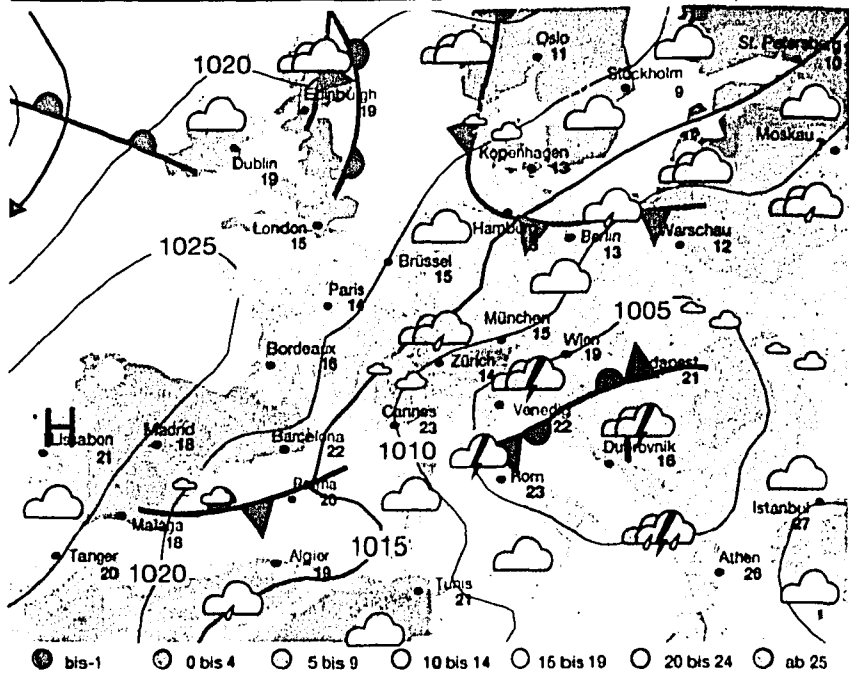 Oslo
11
St. Petersburg
10
1020
Stockholm
9
Edinburgh
19
Moskau
Dublin
19
Kopenhagen
13
London
15
Hamburg
Berlin
13
Warschau
12
1025
Brüssel
15
Paris
14
1005
München
15
Wien
19
Bordeaux
16
Zürich
14
Budapest
21
Cannes
23
Venedig
22
H
Lissabon
21
Madrid
18
Barcelona
22
1010
Dubrovnik
16
Rom
23
Palma
20
Istanbul
27
Malaga
18
Tanger
20
1020
Algier
19
1015
Athen
26
Tunis
21
bis-1 0 bis 4 5 bis 9 10 bis 14 15 bis 19 20 bis 24 ab 25